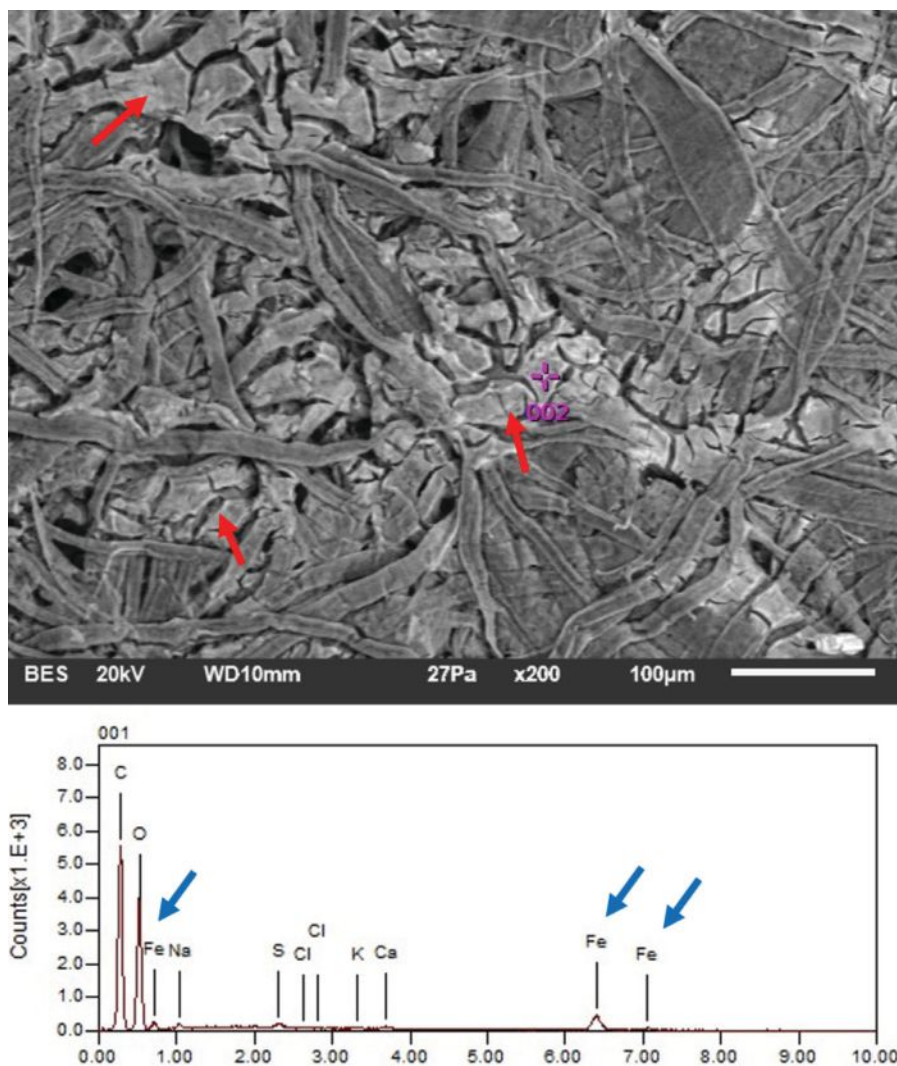 002
BES 20kV WD10mm 27Pa x200 100µm
001
8.0
7.0
6.0
5.0
4.0
3.0
2.0
1.0
0.0
Counts[x1.E+3]
C
O
Fe
Na
S
Cl
Cl
K
Ca
Fe
Fe
0.00 1.00 2.00 3.00 4.00 5.00 6.00 7.00 8.00 9.00 10.00